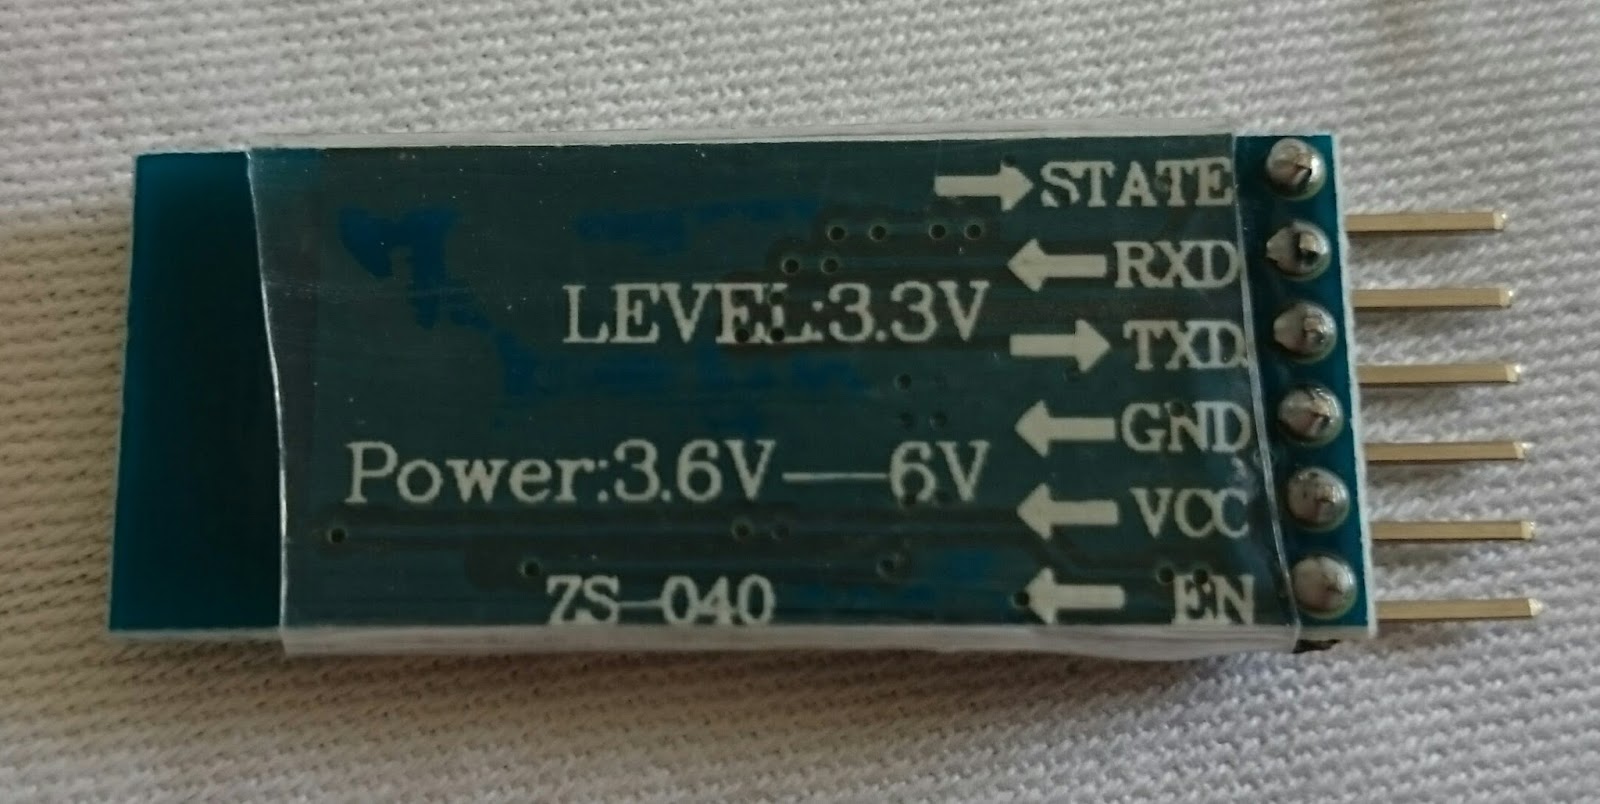 STATE
RXD
LEVEL:3.3V
TXD
GND
Power:3.6V—6V
VCC
ZS-040
EN